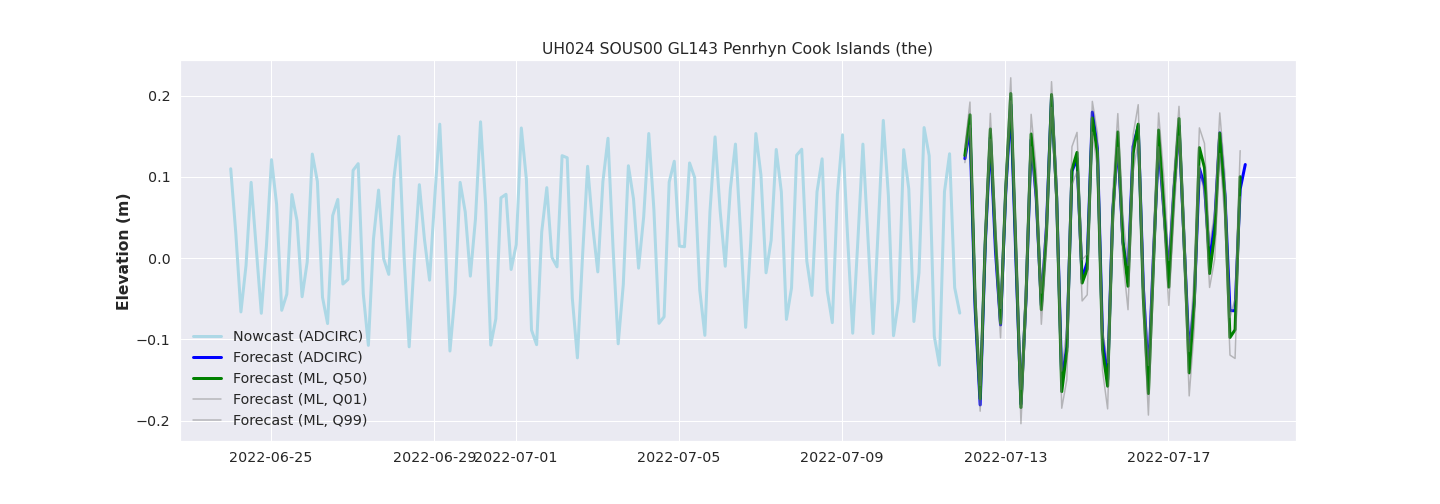 UH024 SOUS00 GL143 Penrhyn Cook Islands (the)
Elevation (m)
0.2
0.1
0.0
−0.1
−0.2
Nowcast (ADCIRC)
Forecast (ADCIRC)
Forecast (ML, Q50)
Forecast (ML, Q01)
Forecast (ML, Q99)
2022-06-25 2022-06-29 2022-07-01 2022-07-05 2022-07-09 2022-07-13 2022-07-17